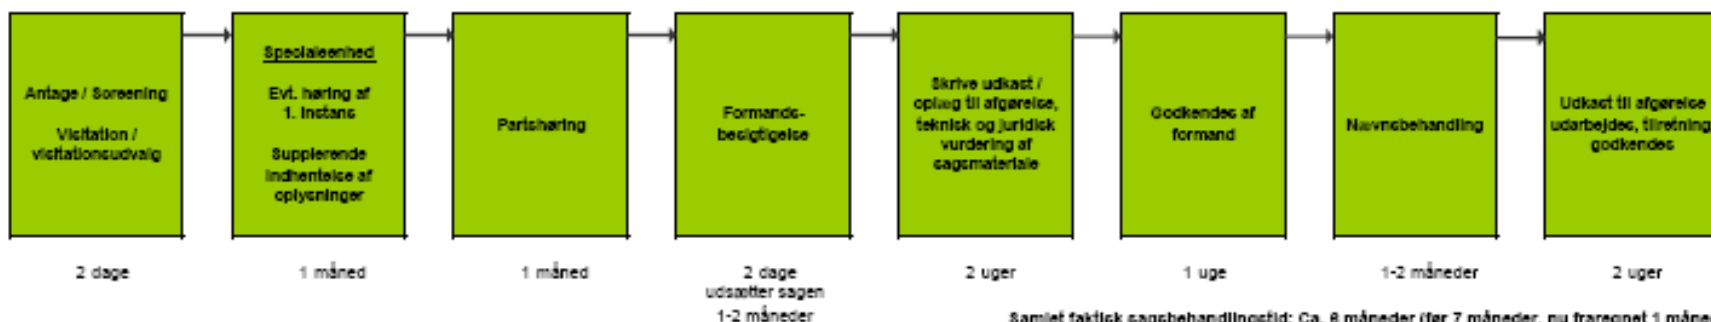 Antage / Screening
Visitation /
visitationsudvalg
Specialeenhed
Evt. høring af
1. instans
Supplerende
indhentelse af
oplysninger
Partshøring
Formands-
besigtigelse
Skrive udkast /
oplæg til afgørelse,
teknisk og juridisk
vurdering af
sagsmateriale
Godkendes af
formand
Nævnsbehandling
Udkast til afgørelse
udarbejdes, tilretning
godkendes
2 dage
1 måned
1 måned
2 dage
udsætter sagen
1-2 måneder
2 uger
1 uge
1-2 måneder
2 uger
Samlet faktisk sagsbehandlingstid: Ca. 6 måneder (før 7 måneder, nu fraregnet 1 måne